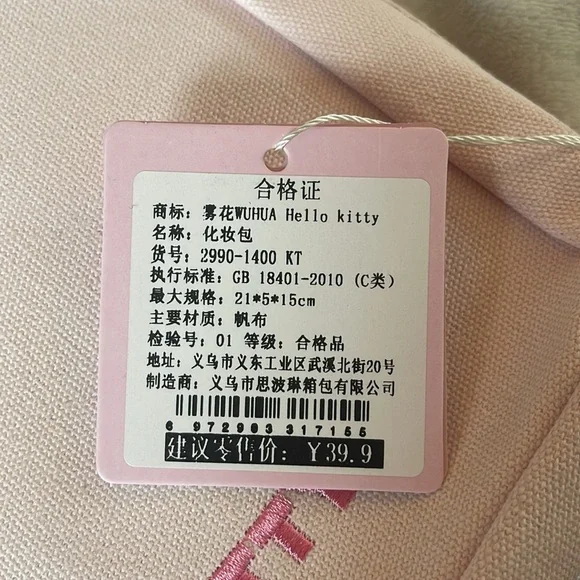 合格证
商标: 雾花WUHUA Hello kitty
名称: 化妆包
货号: 2990-1400 KT
执行标准: GB 18401-2010 (C类)
最大规格: 21*5*15cm
主要材质: 帆布
检验号: 01 等级: 合格品
地址: 义乌市义东工业区武溪北街20号
制造商: 义乌市思波琳箱包有限公司
6 972903 317155
建议零售价: ¥39.9